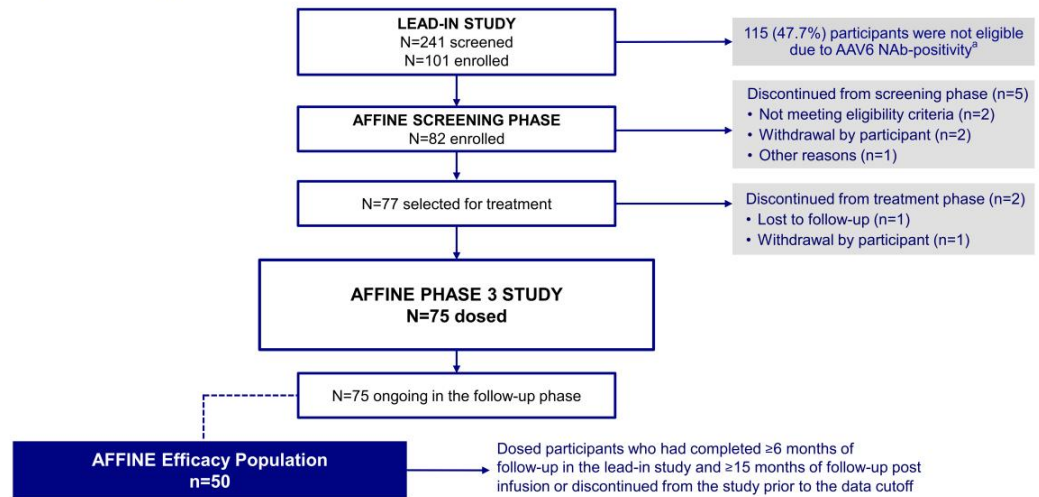 LEAD-IN STUDY
N=241 screened
N=101 enrolled
115 (47.7%) participants were not eligible
due to AAV6 NAb-positivityª
AFFINE SCREENING PHASE
N=82 enrolled
Discontinued from screening phase (n=5)
• Not meeting eligibility criteria (n=2)
• Withdrawal by participant (n=2)
• Other reasons (n=1)
N=77 selected for treatment
Discontinued from treatment phase (n=2)
• Lost to follow-up (n=1)
• Withdrawal by participant (n=1)
AFFINE PHASE 3 STUDY
N=75 dosed
N=75 ongoing in the follow-up phase
AFFINE Efficacy Population
n=50
Dosed participants who had completed ≥6 months of
follow-up in the lead-in study and ≥15 months of follow-up post
infusion or discontinued from the study prior to the data cutoff